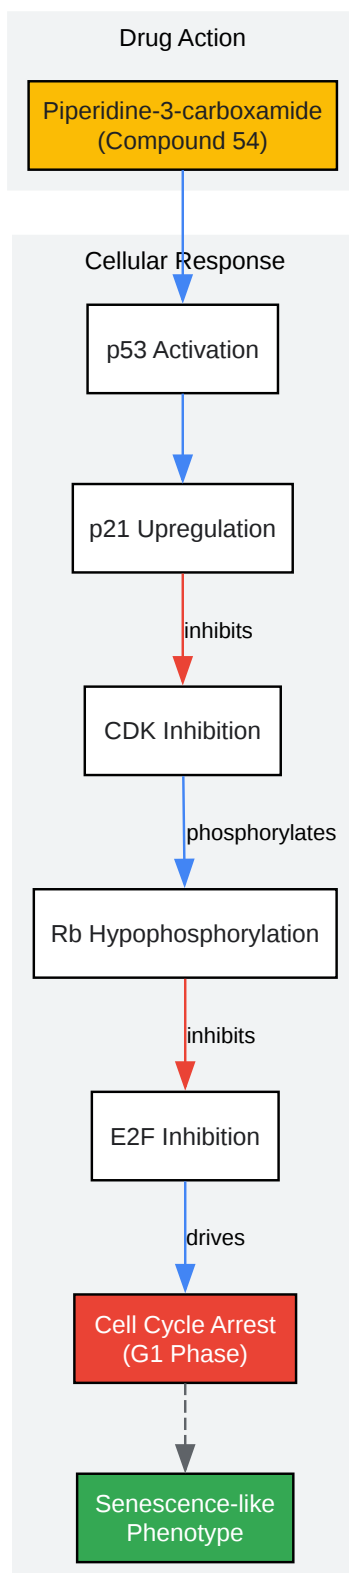 Drug Action
Piperidine-3-carboxamide
(Compound 54)
Cellular Response
p53 Activation
p21 Upregulation
inhibits
CDK Inhibition
phosphorylates
Rb Hypophosphorylation
inhibits
E2F Inhibition
drives
Cell Cycle Arrest
(G1 Phase)
Senescence-like
Phenotype